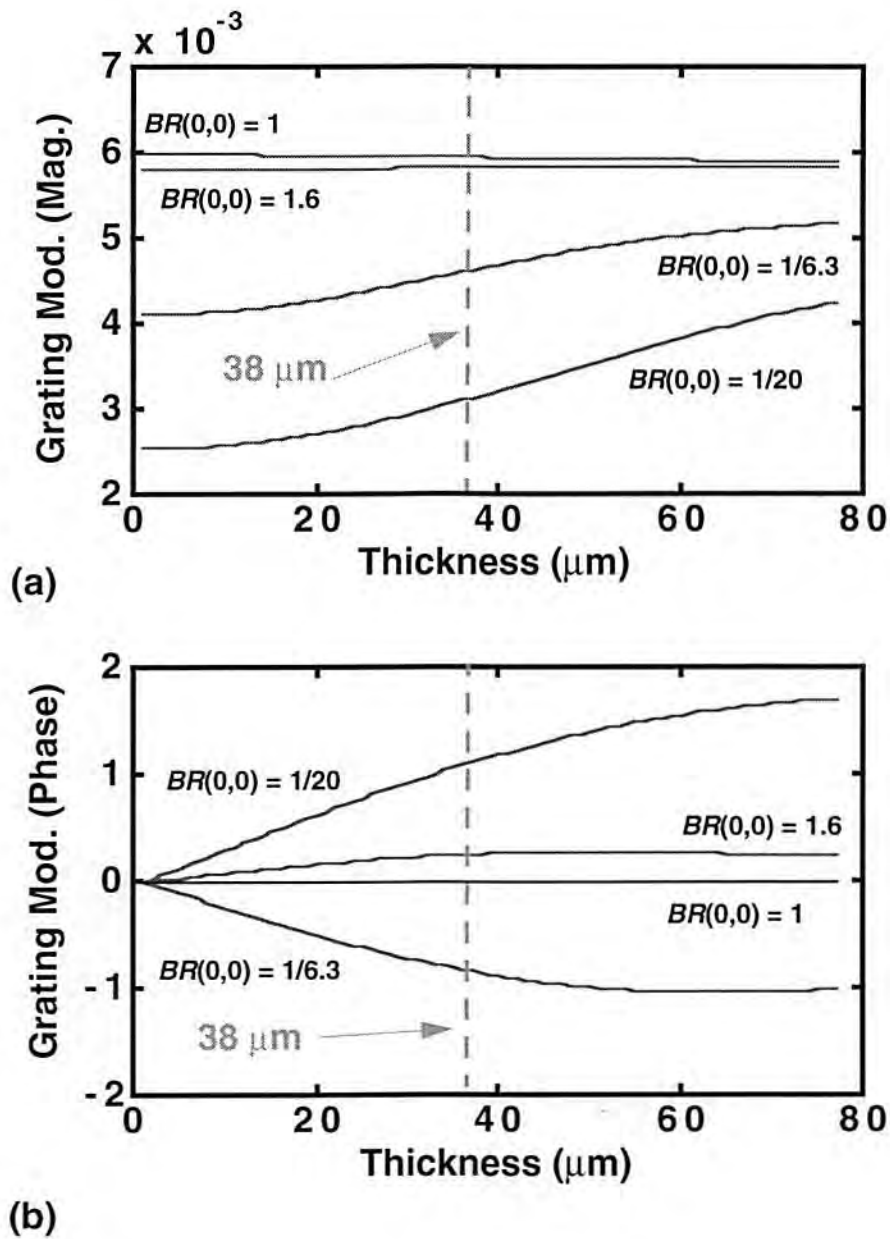 x 10-3
7
6
5
4
3
2
Grating Mod. (Mag.)
BR(0,0) = 1
BR(0,0) = 1.6
BR(0,0) = 1/6.3
38 µm
BR(0,0) = 1/20
0 20 40 60 80
Thickness (µm)
(a)
2
1
0
-1
-2
Grating Mod. (Phase)
BR(0,0) = 1/20
BR(0,0) = 1.6
BR(0,0) = 1
BR(0,0) = 1/6.3
38 µm
0 20 40 60 80
Thickness (µm)
(b)